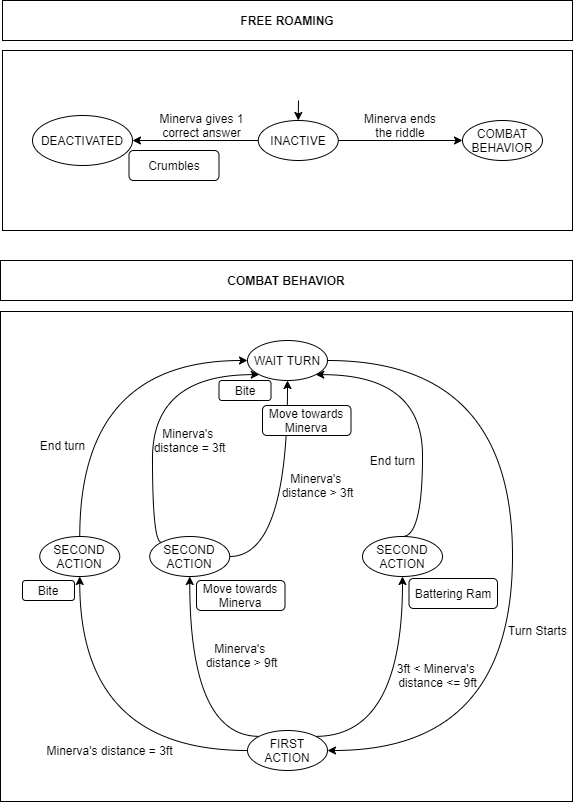 FREE ROAMING
Minerva gives 1
correct answer
Minerva ends
the riddle
DEACTIVATED
INACTIVE
COMBAT
BEHAVIOR
Crumbles
COMBAT BEHAVIOR
WAIT TURN
Bite
Move towards
Minerva
Minerva's
distance = 3ft
End turn
End turn
Minerva's
distance > 3ft
SECOND
ACTION
SECOND
ACTION
SECOND
ACTION
Bite
Move towards
Minerva
Battering Ram
Turn Starts
Minerva's
distance > 9ft
3ft < Minerva's
distance <= 9ft
FIRST
ACTION
Minerva's distance = 3ft